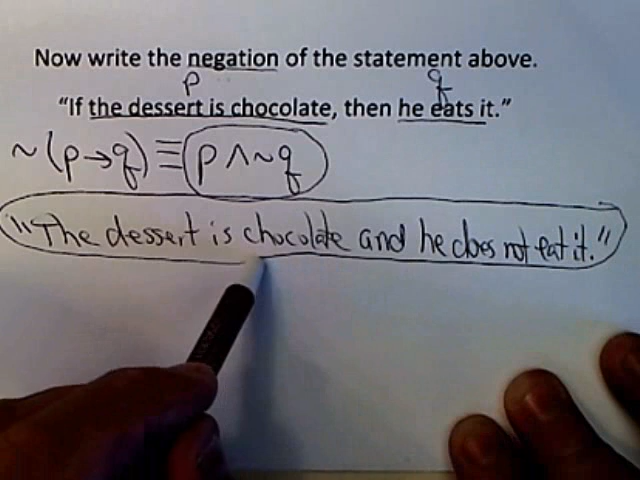 Now write the negation of the statement above.
p q
"If the dessert is chocolate, then he eats it."
~(p→q) ≡ p∧~q
"The dessert is chocolate and he does not eat it."